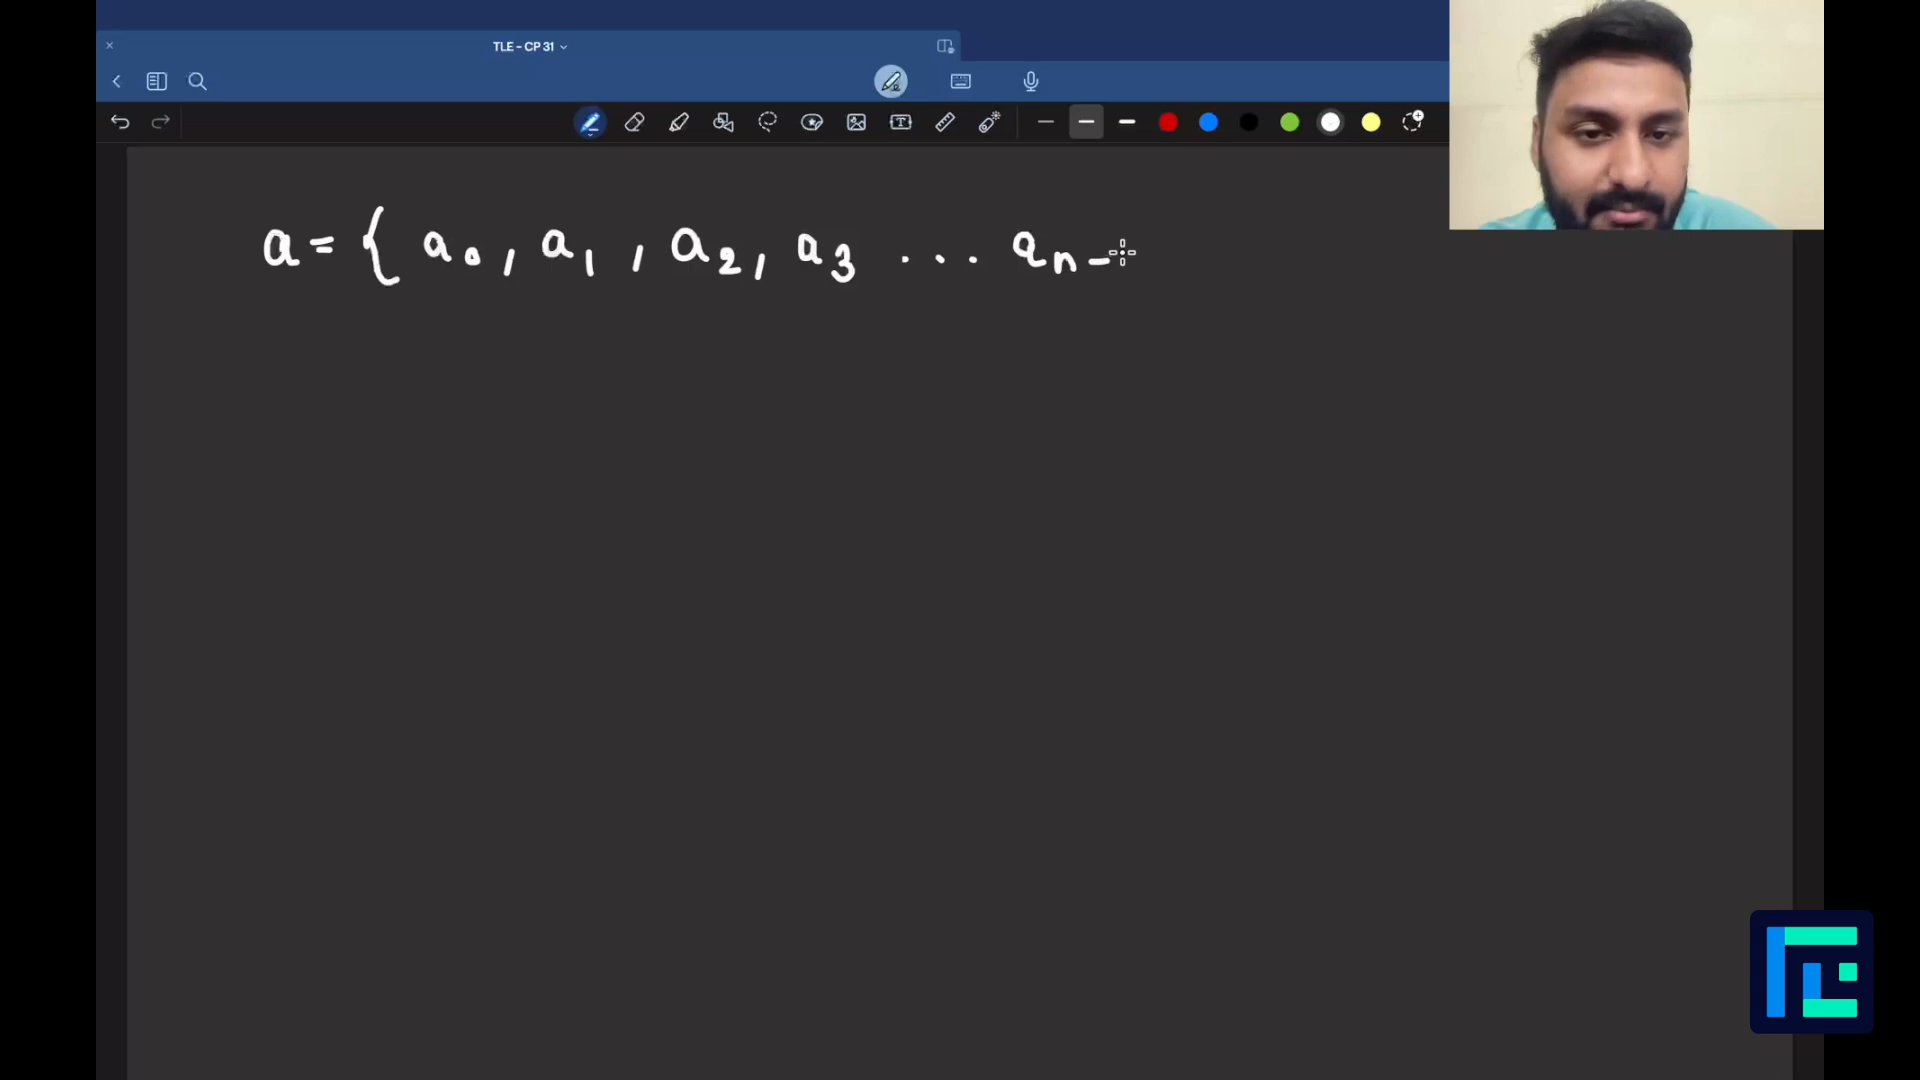 TLE - CP 31
a = { a₀ , a₁ , a₂ , a₃ ... aₙ₋